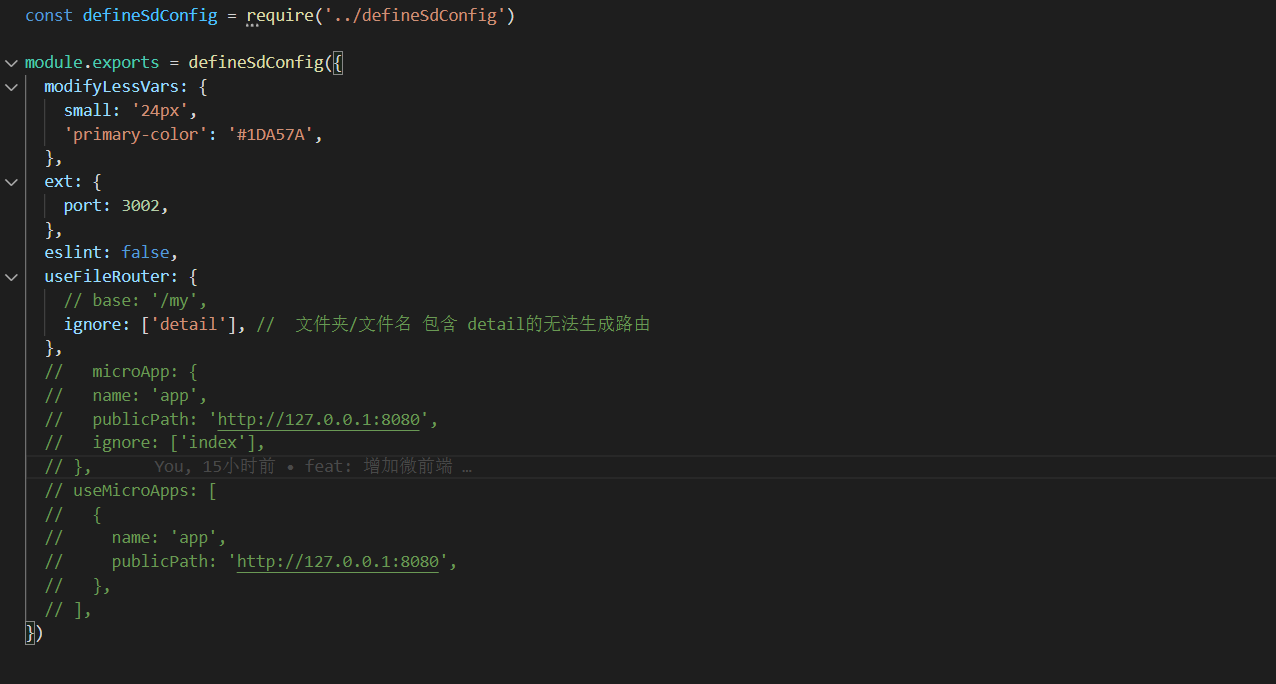 const defineSdConfig = require('../defineSdConfig')
module.exports = defineSdConfig({
modifyLessVars: {
small: '24px',
'primary-color': '#1DA57A',
},
ext: {
port: 3002,
},
eslint: false,
useFileRouter: {
// base: '/my',
ignore: ['detail'], //  文件夹/文件名 包含 detail的无法生成路由
},
//   microApp: {
//   name: 'app',
//   publicPath: 'http://127.0.0.1:8080',
//   ignore: ['index'],
// },      You, 15小时前 • feat: 增加微前端 …
// useMicroApps: [
//   {
//     name: 'app',
//     publicPath: 'http://127.0.0.1:8080',
//   },
// ],
})